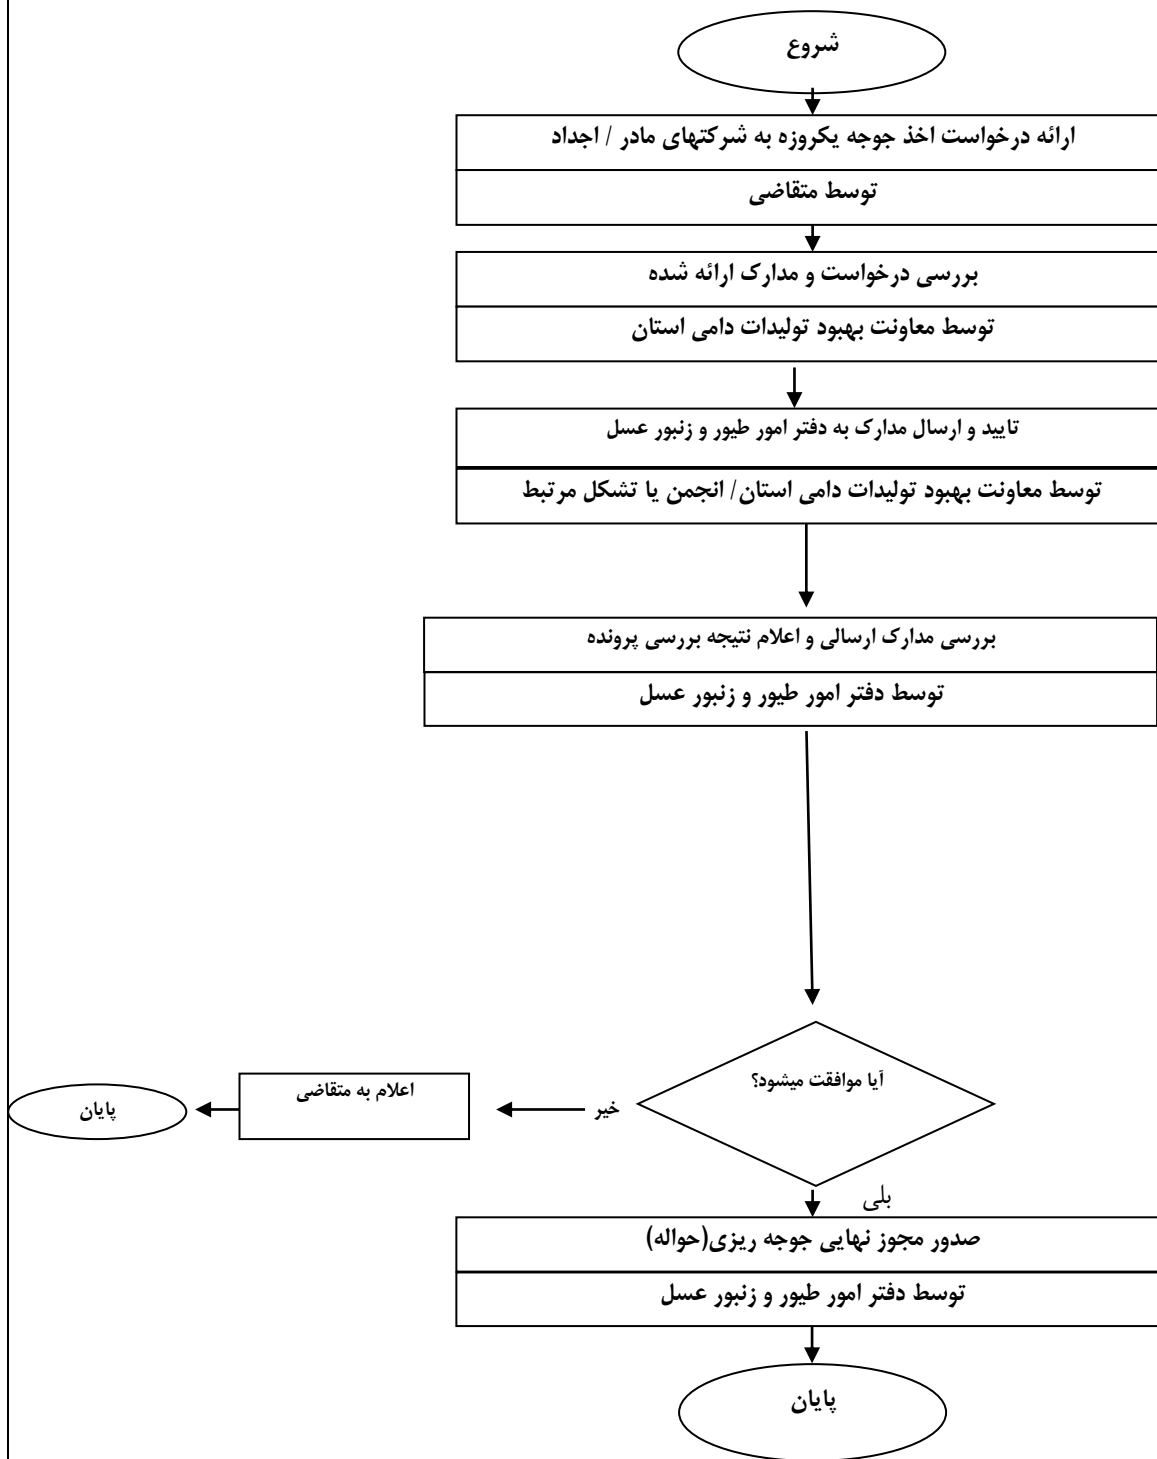 شروع
ارائه درخواست اخذ جوجه یکروزه به شرکتهای مادر / اجداد
توسط متقاضی
بررسی درخواست و مدارک ارائه شده
توسط معاونت بهبود تولیدات دامی استان
تایید و ارسال مدارک به دفتر امور طیور و زنبور عسل
توسط معاونت بهبود تولیدات دامی استان/ انجمن یا تشکل مرتبط
بررسی مدارک ارسالی و اعلام نتیجه بررسی پرونده
توسط دفتر امور طیور و زنبور عسل
آیا موافقت میشود؟
خیر
اعلام به متقاضی
پایان
بلی
صدور مجوز نهایی جوجه ریزی(حواله)
توسط دفتر امور طیور و زنبور عسل
پایان